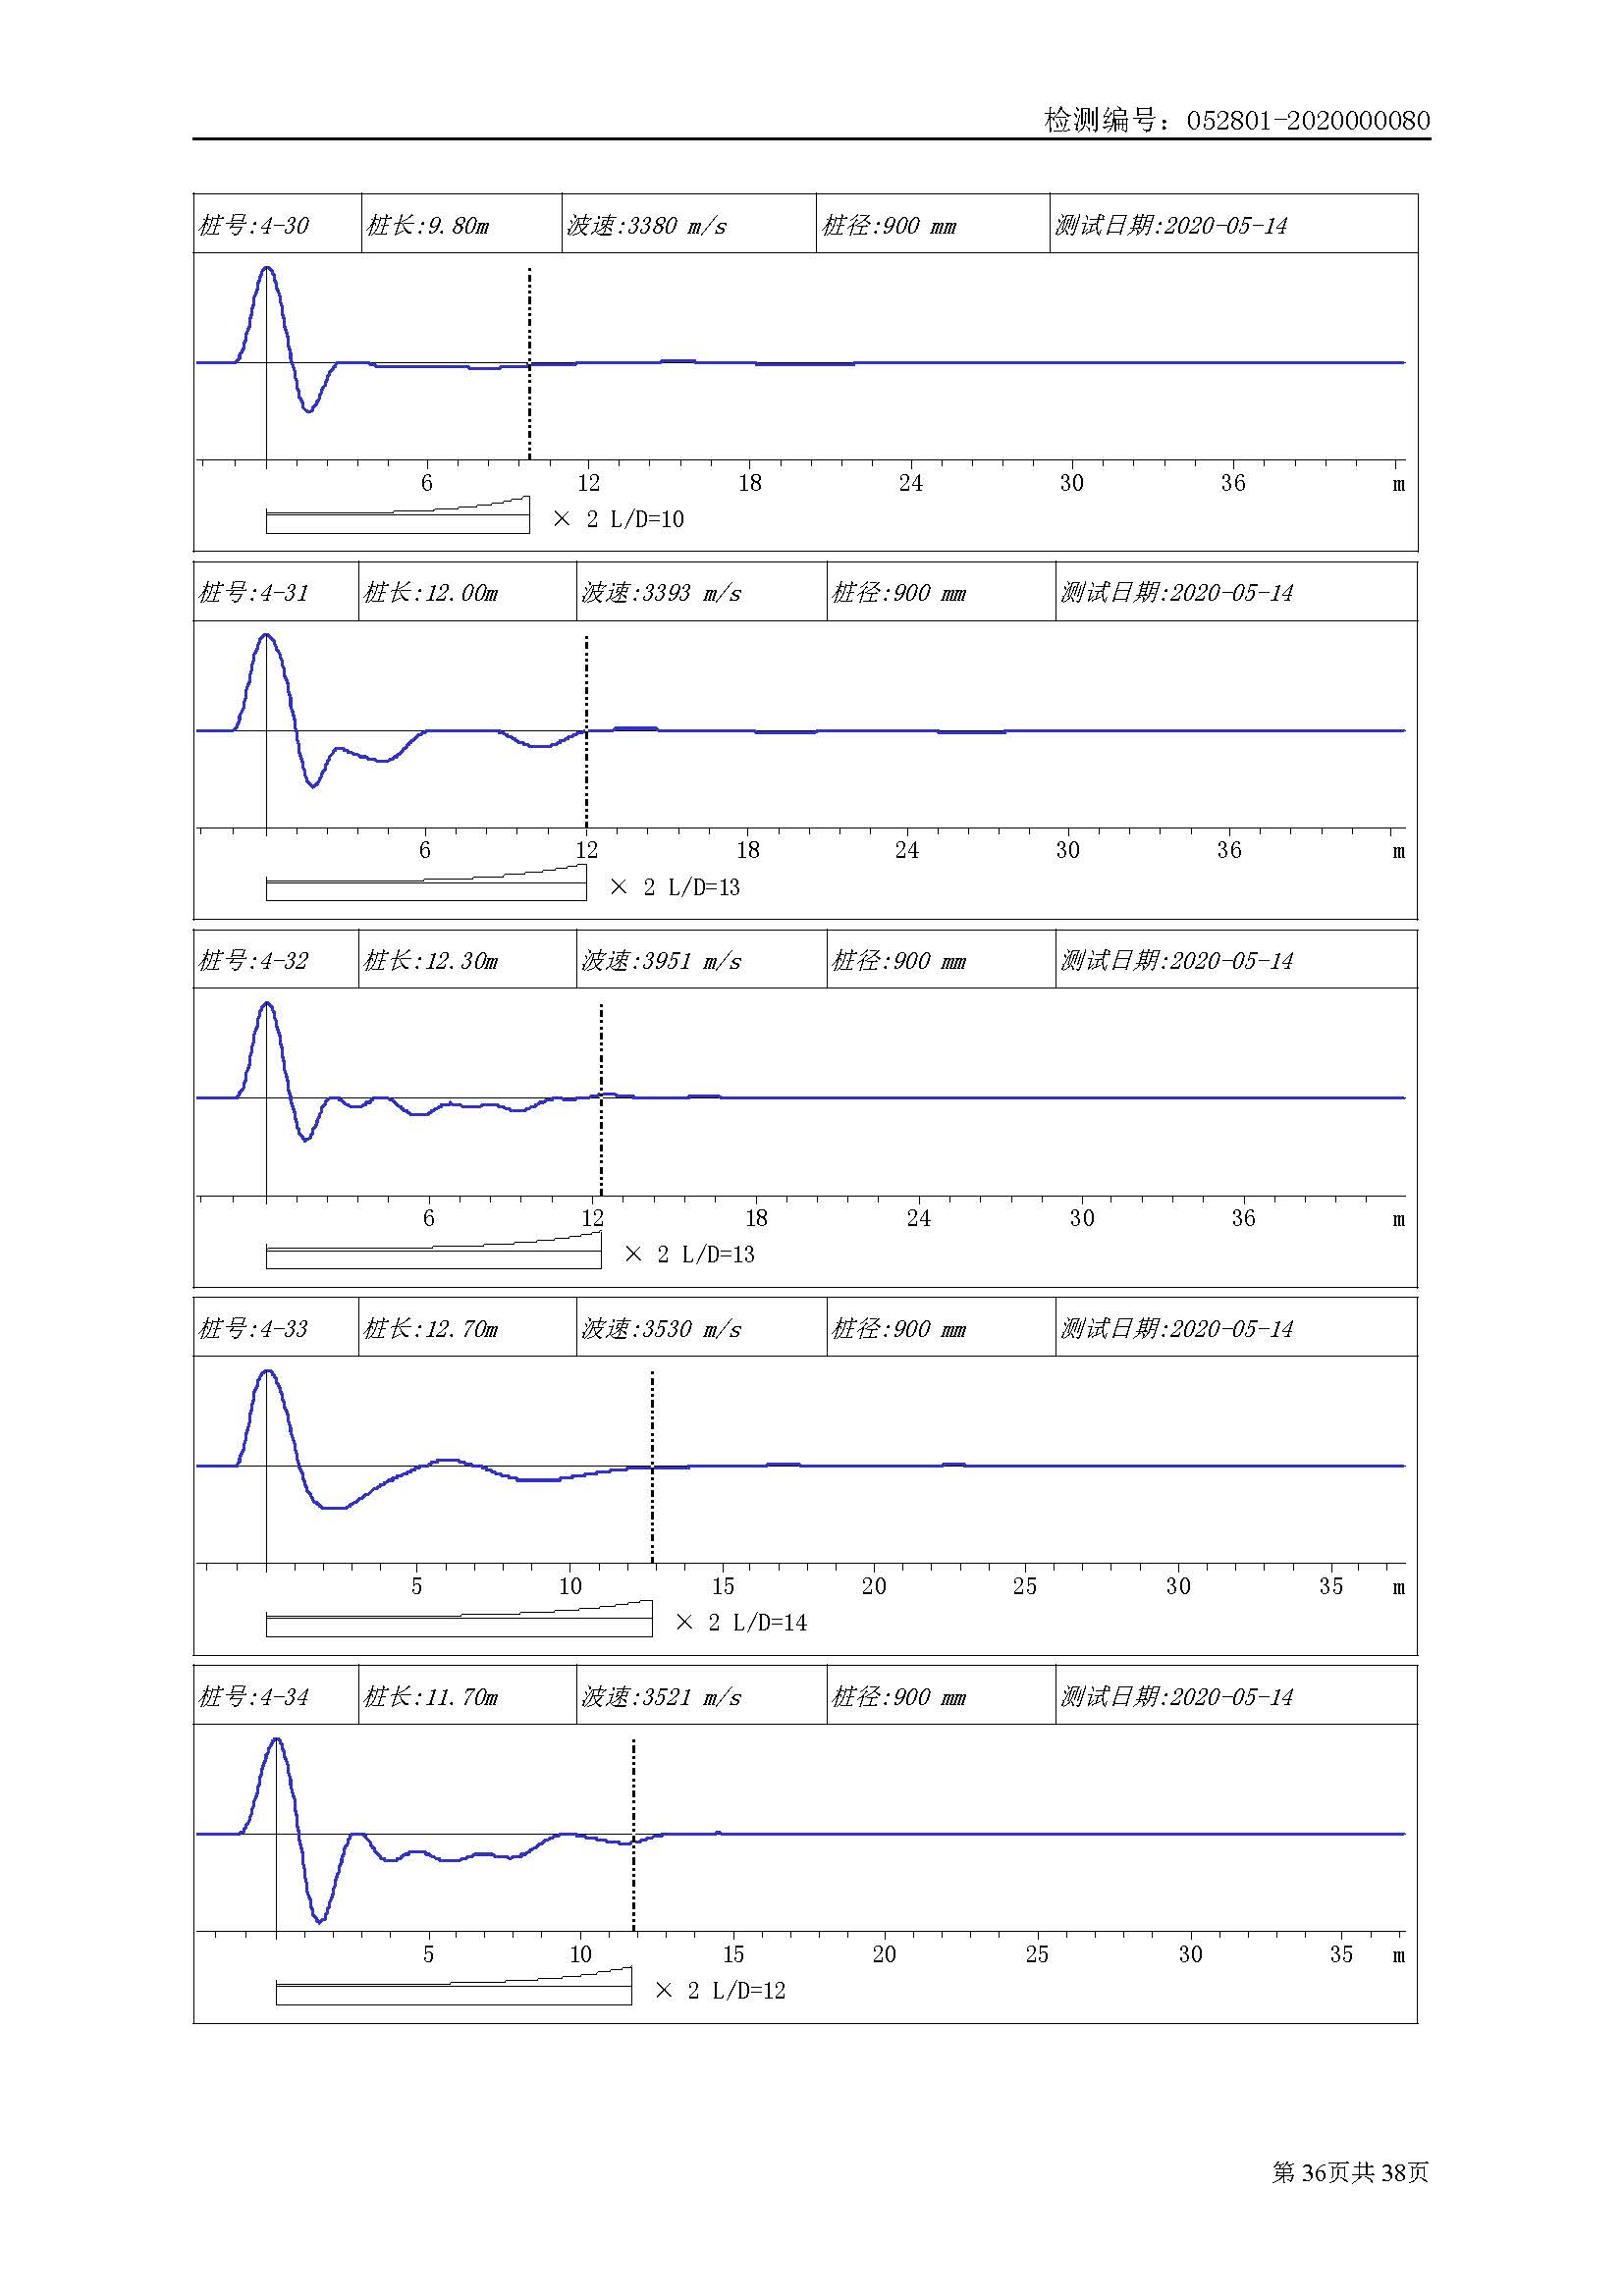 检测编号：052801-2020000080
桩号:4-30 桩长:9.80m 波速:3380 m/s 桩径:900 mm 测试日期:2020-05-14
6 12 18 24 30 36 m
× 2 L/D=10
桩号:4-31 桩长:12.00m 波速:3393 m/s 桩径:900 mm 测试日期:2020-05-14
6 12 18 24 30 36 m
× 2 L/D=13
桩号:4-32 桩长:12.30m 波速:3951 m/s 桩径:900 mm 测试日期:2020-05-14
6 12 18 24 30 36 m
× 2 L/D=13
桩号:4-33 桩长:12.70m 波速:3530 m/s 桩径:900 mm 测试日期:2020-05-14
5 10 15 20 25 30 35 m
× 2 L/D=14
桩号:4-34 桩长:11.70m 波速:3521 m/s 桩径:900 mm 测试日期:2020-05-14
5 10 15 20 25 30 35 m
× 2 L/D=12
第 36页共 38页